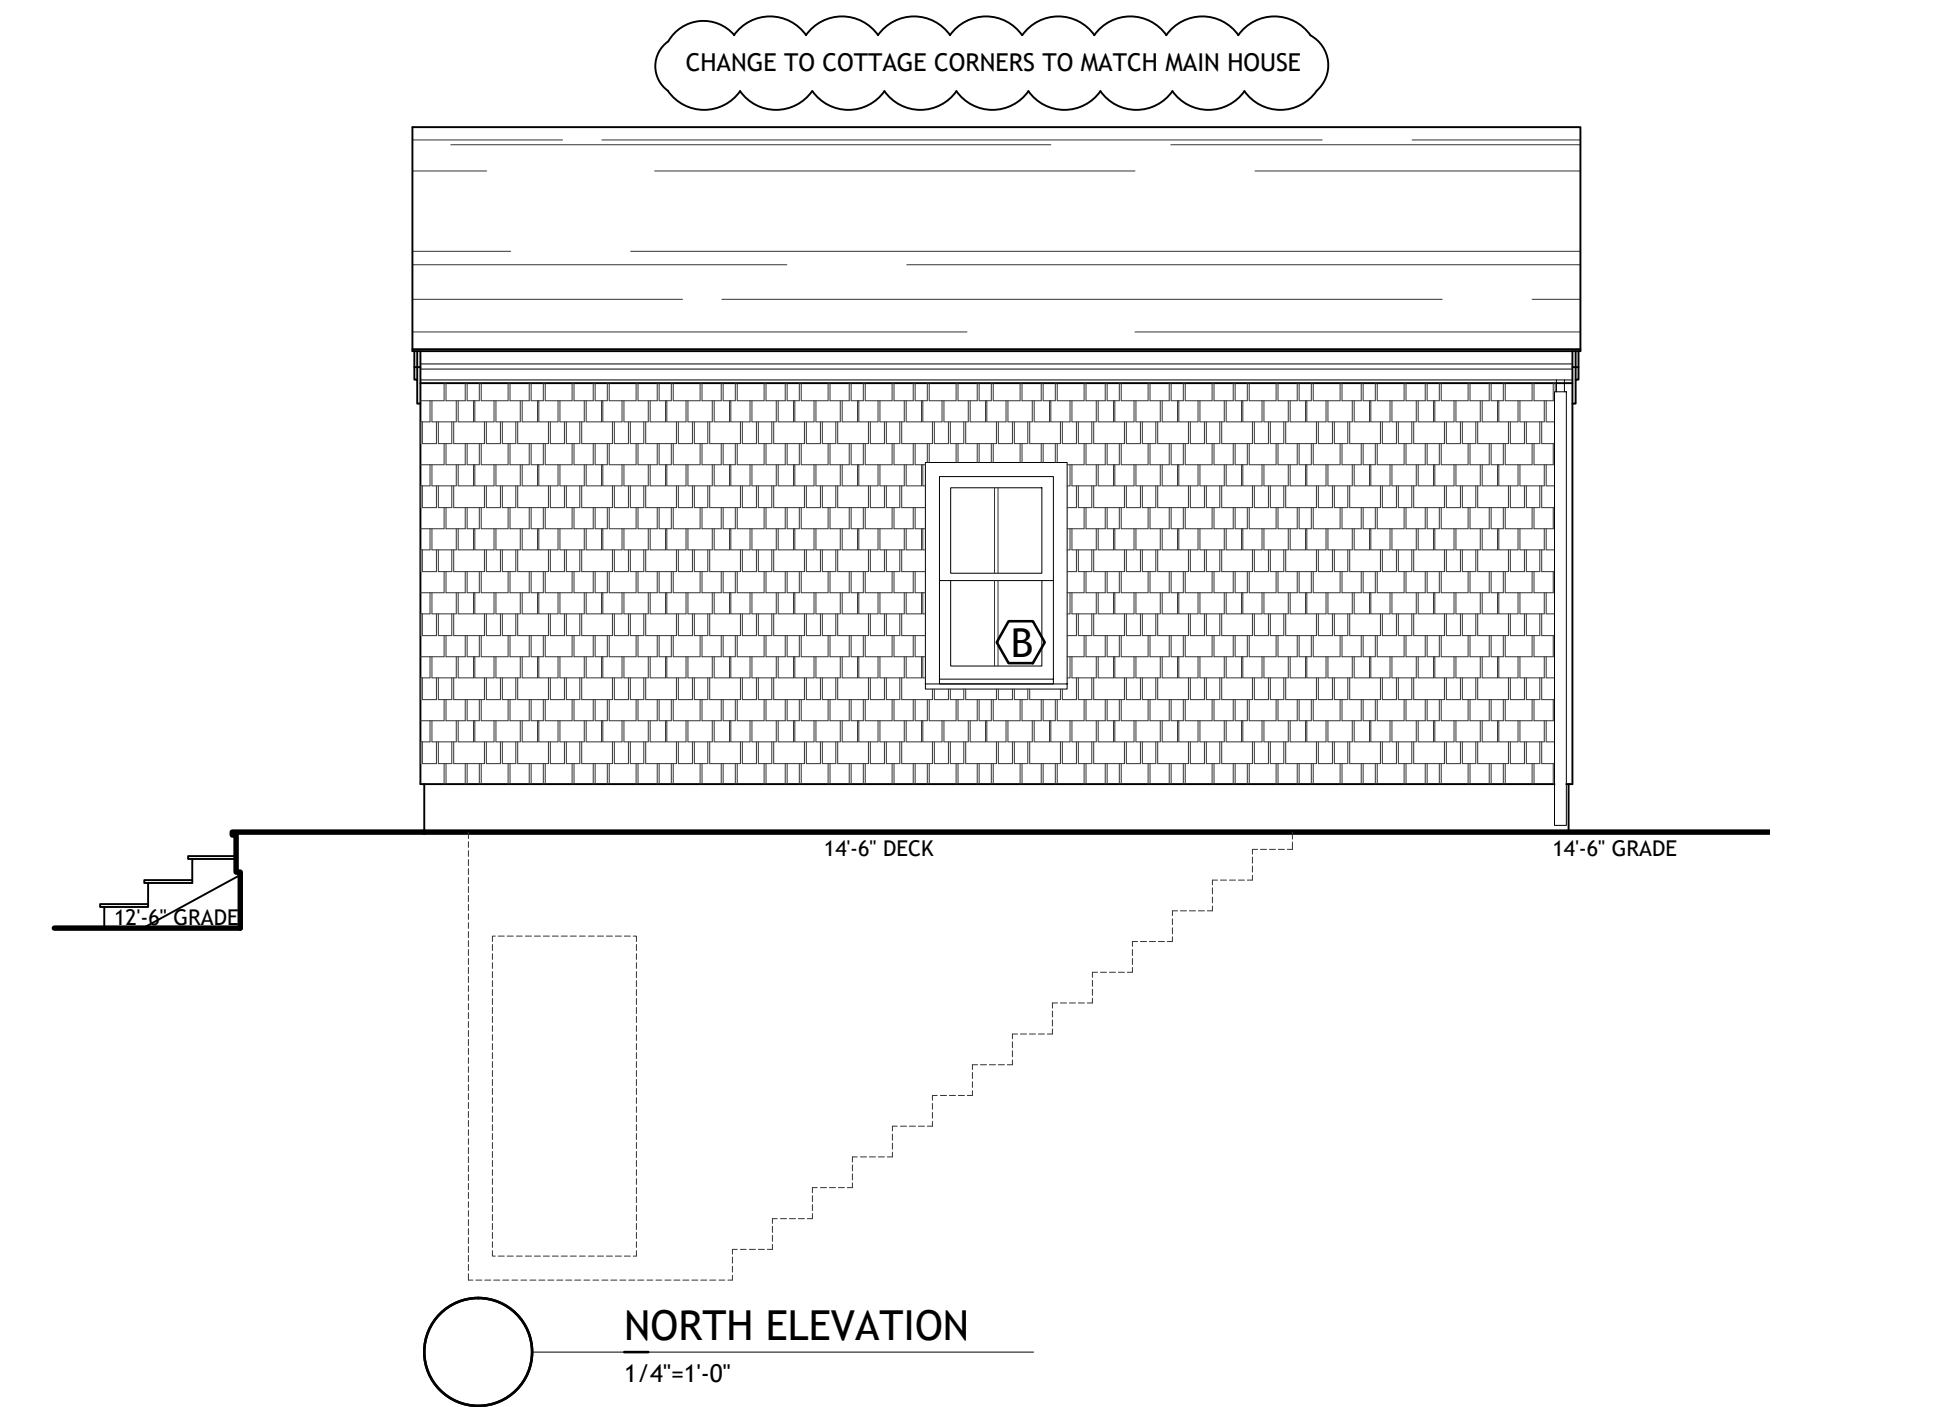 CHANGE TO COTTAGE CORNERS TO MATCH MAIN HOUSE
B
14'-6" DECK
14'-6" GRADE
12'-6" GRADE
NORTH ELEVATION
1/4"=1'-0"